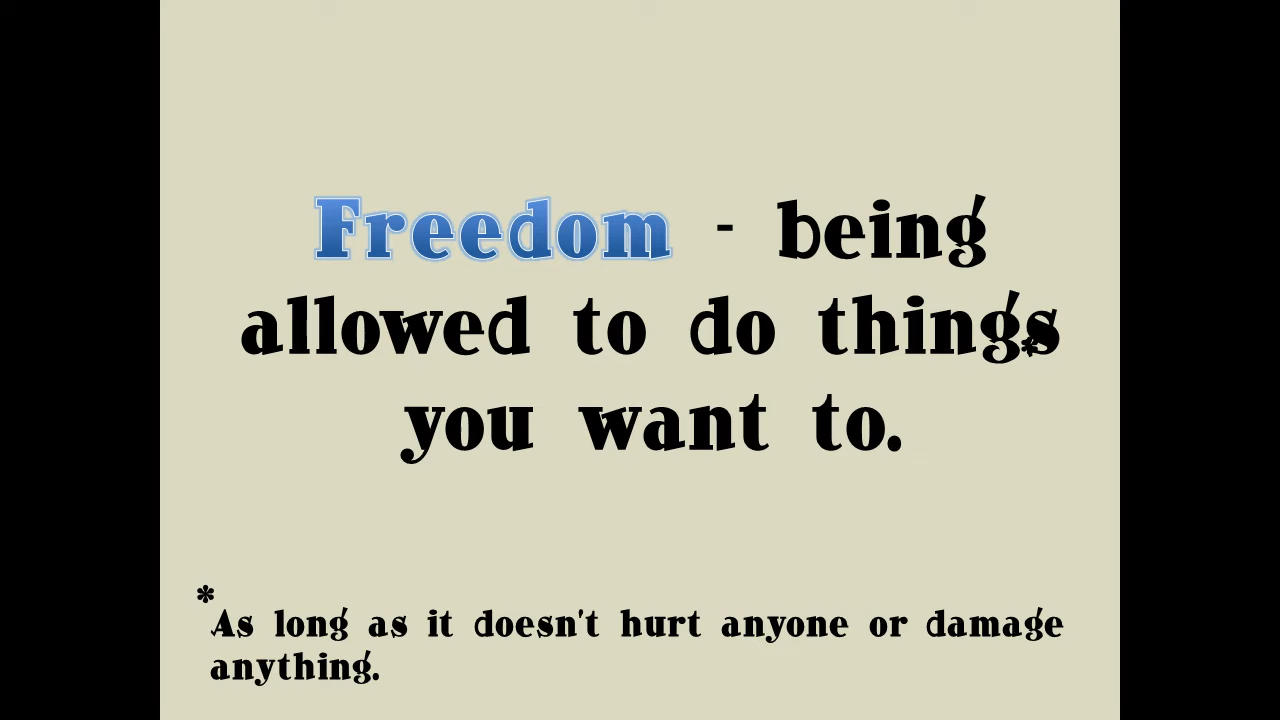 Freedom - being
allowed to do things*
you want to.
*As long as it doesn't hurt anyone or damage
anything.